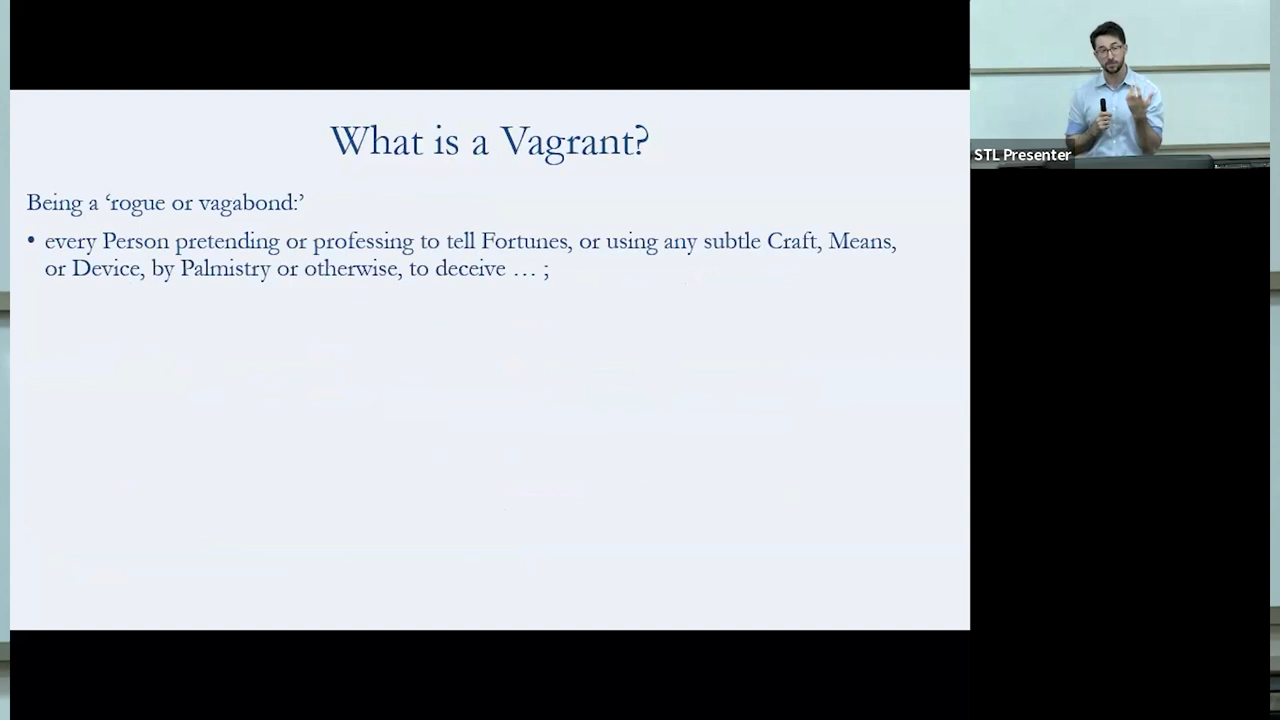 What is a Vagrant?
Being a ‘rogue or vagabond:’
• every Person pretending or professing to tell Fortunes, or using any subtle Craft, Means,
or Device, by Palmistry or otherwise, to deceive … ;
STL Presenter